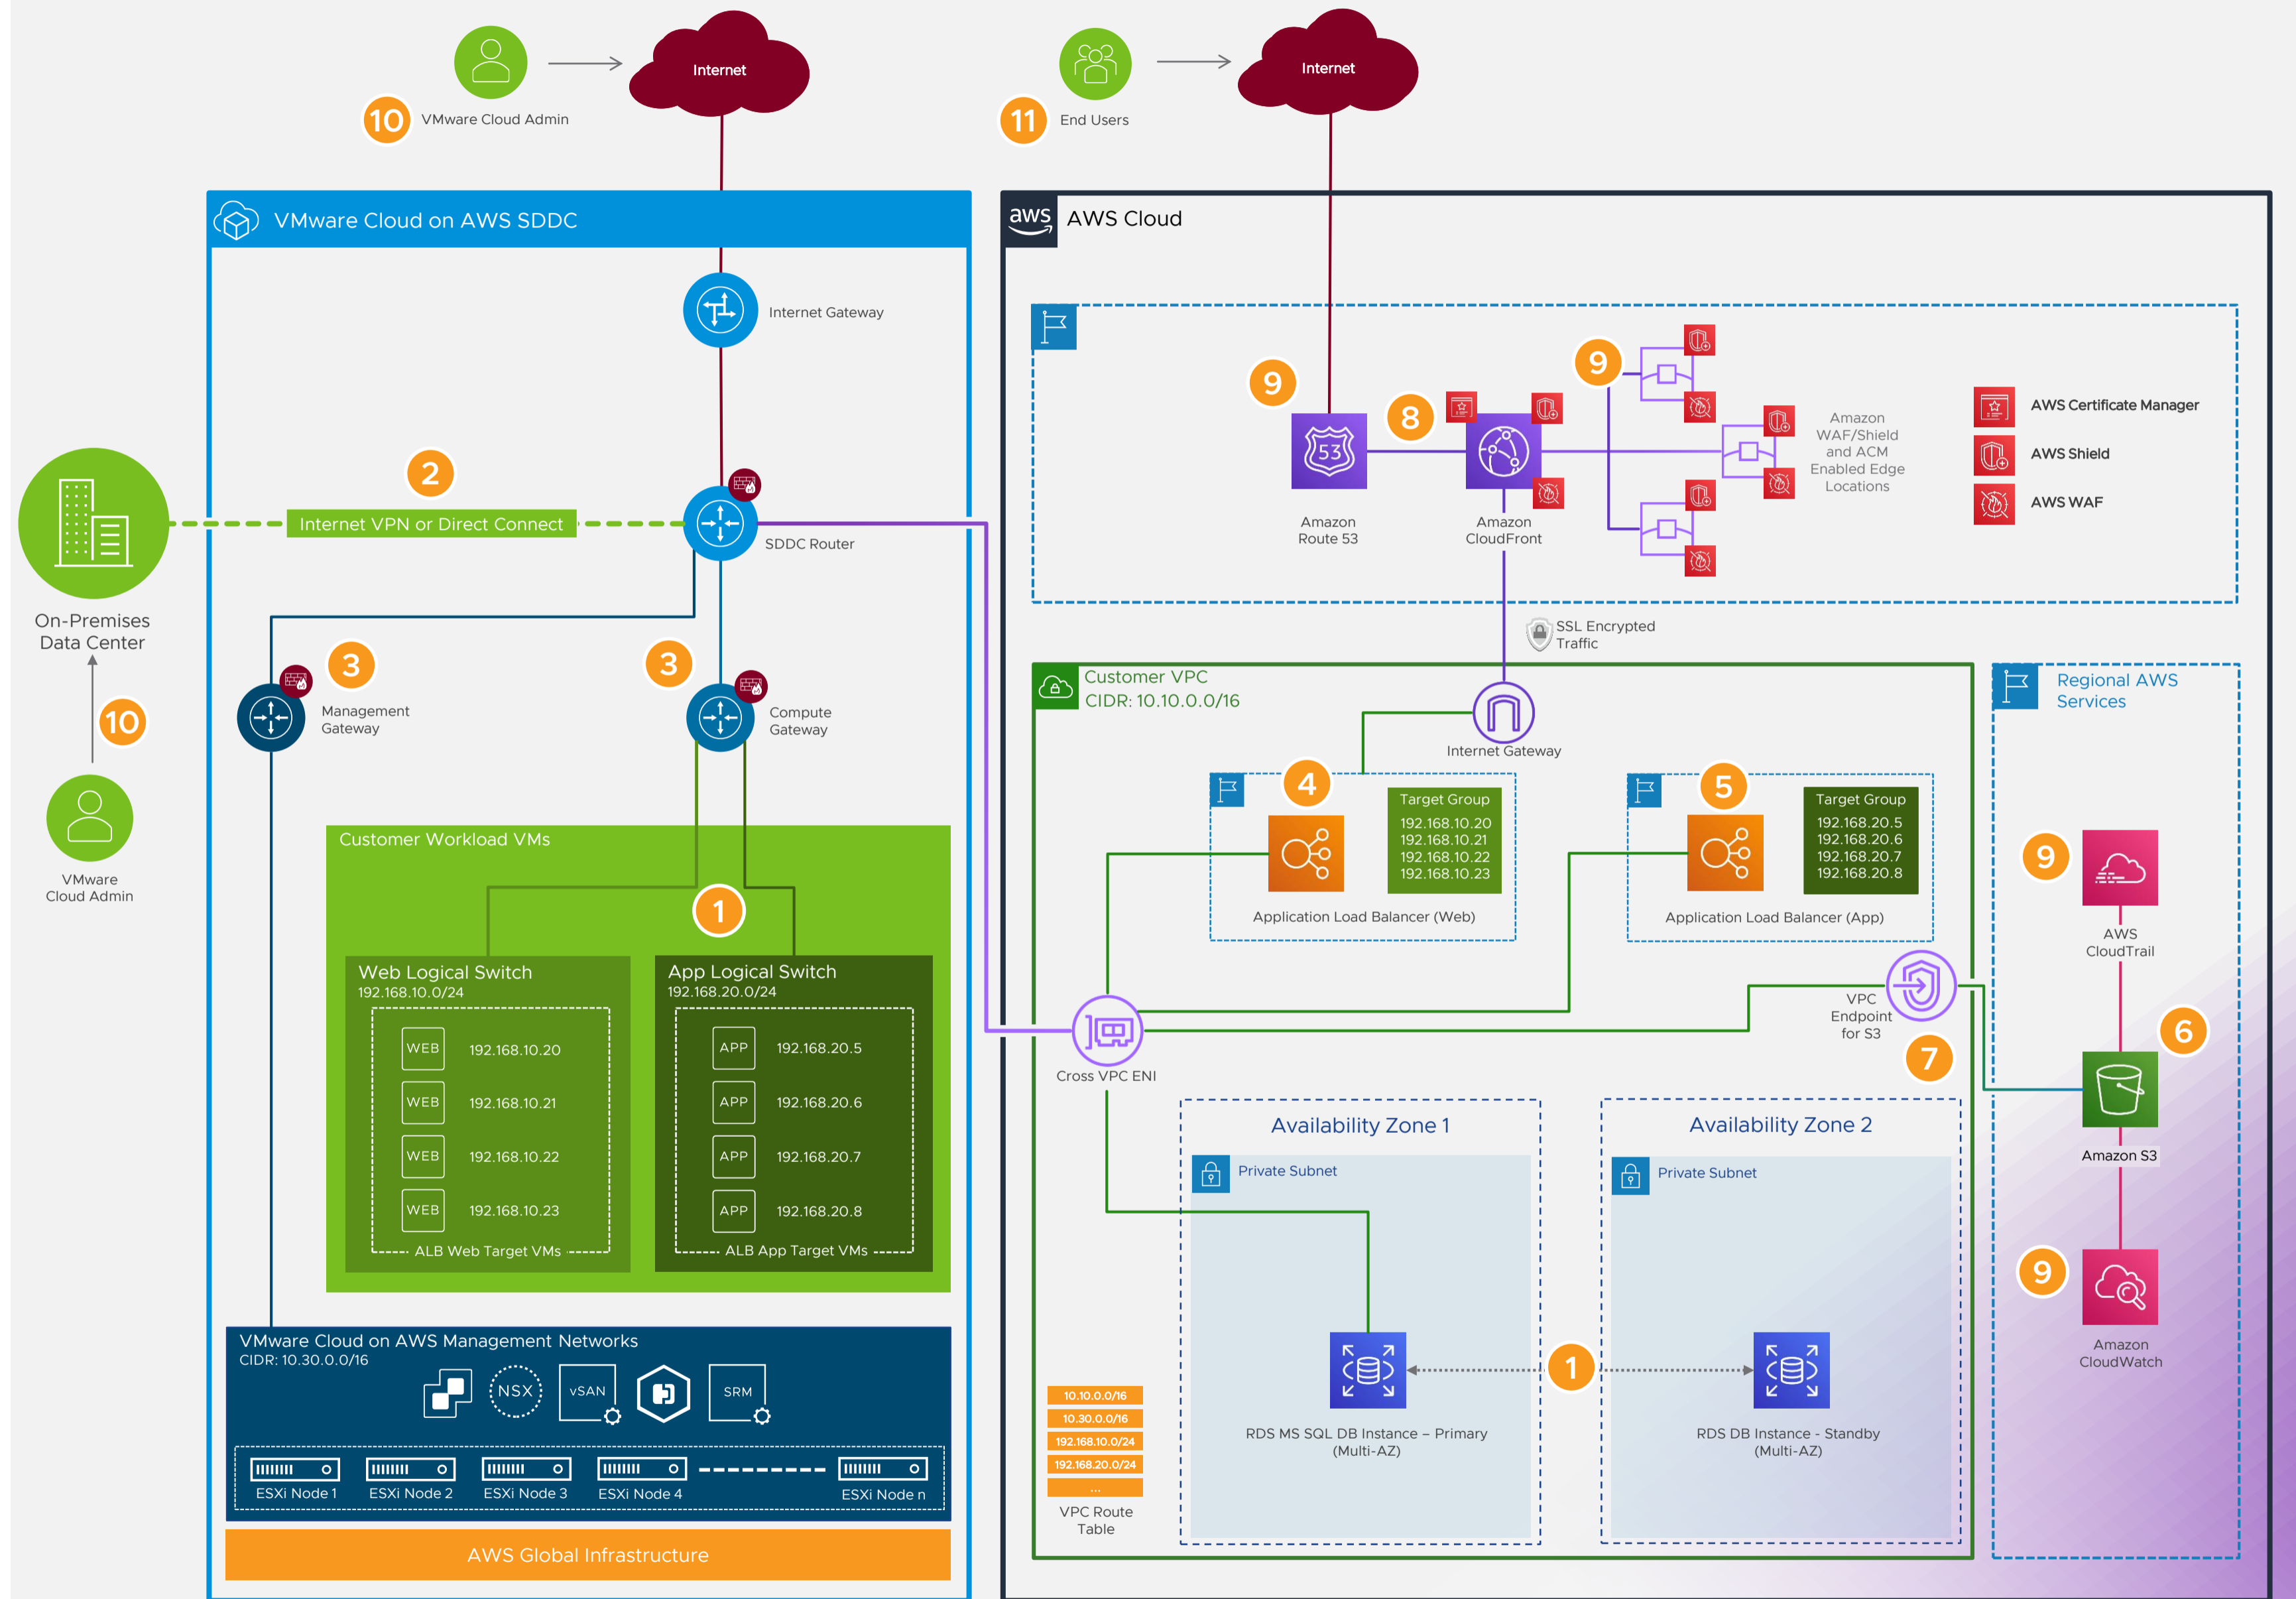 Internet
10
VMware Cloud Admin
Internet
11
End Users
VMware Cloud on AWS SDDC
aws
AWS Cloud
Internet Gateway
9
53
Amazon
Route 53
8
Amazon
CloudFront
9
Amazon
WAF/Shield
and ACM
Enabled Edge
Locations
AWS Certificate Manager
AWS Shield
AWS WAF
2
Internet VPN or Direct Connect
SDDC Router
On-Premises
Data Center
10
VMware
Cloud Admin
3
Management
Gateway
3
Compute
Gateway
SSL Encrypted
Traffic
Customer VPC
CIDR: 10.10.0.0/16
Internet Gateway
Regional AWS
Services
4
Target Group
192.168.10.20
192.168.10.21
192.168.10.22
192.168.10.23
Application Load Balancer (Web)
5
Target Group
192.168.20.5
192.168.20.6
192.168.20.7
192.168.20.8
Application Load Balancer (App)
Customer Workload VMs
1
Web Logical Switch
192.168.10.0/24
WEB 192.168.10.20
WEB 192.168.10.21
WEB 192.168.10.22
WEB 192.168.10.23
ALB Web Target VMs
App Logical Switch
192.168.20.0/24
APP 192.168.20.5
APP 192.168.20.6
APP 192.168.20.7
APP 192.168.20.8
ALB App Target VMs
9
AWS
CloudTrail
VPC
Endpoint
for S3
7
6
Amazon S3
9
Amazon
CloudWatch
Cross VPC ENI
Availability Zone 1
Private Subnet
Availability Zone 2
Private Subnet
1
RDS MS SQL DB Instance – Primary
(Multi-AZ)
RDS DB Instance - Standby
(Multi-AZ)
10.10.0.0/16
10.30.0.0/16
192.168.10.0/24
192.168.20.0/24
...
VPC Route
Table
VMware Cloud on AWS Management Networks
CIDR: 10.30.0.0/16
NSX
vSAN
SRM
ESXi Node 1
ESXi Node 2
ESXi Node 3
ESXi Node 4
ESXi Node n
AWS Global Infrastructure